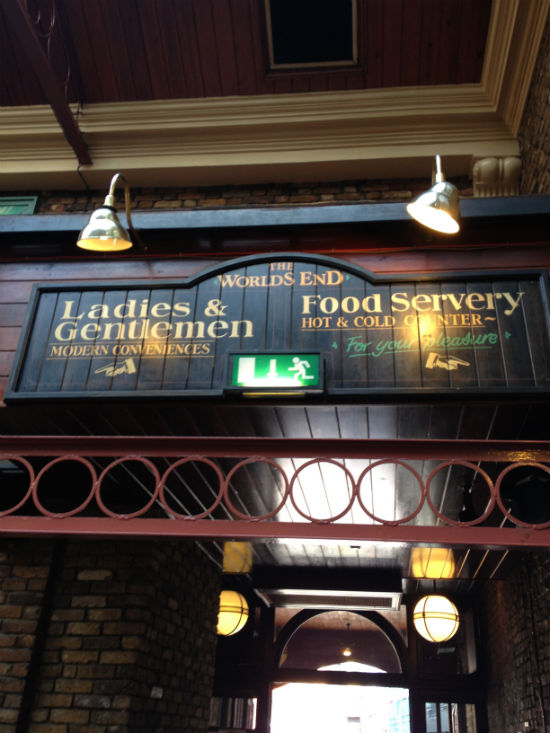 THE
WORLDS END
Ladies &
Gentlemen
MODERN CONVENIENCES
Food Servery
HOT & COLD COUNTER~
For your pleasure